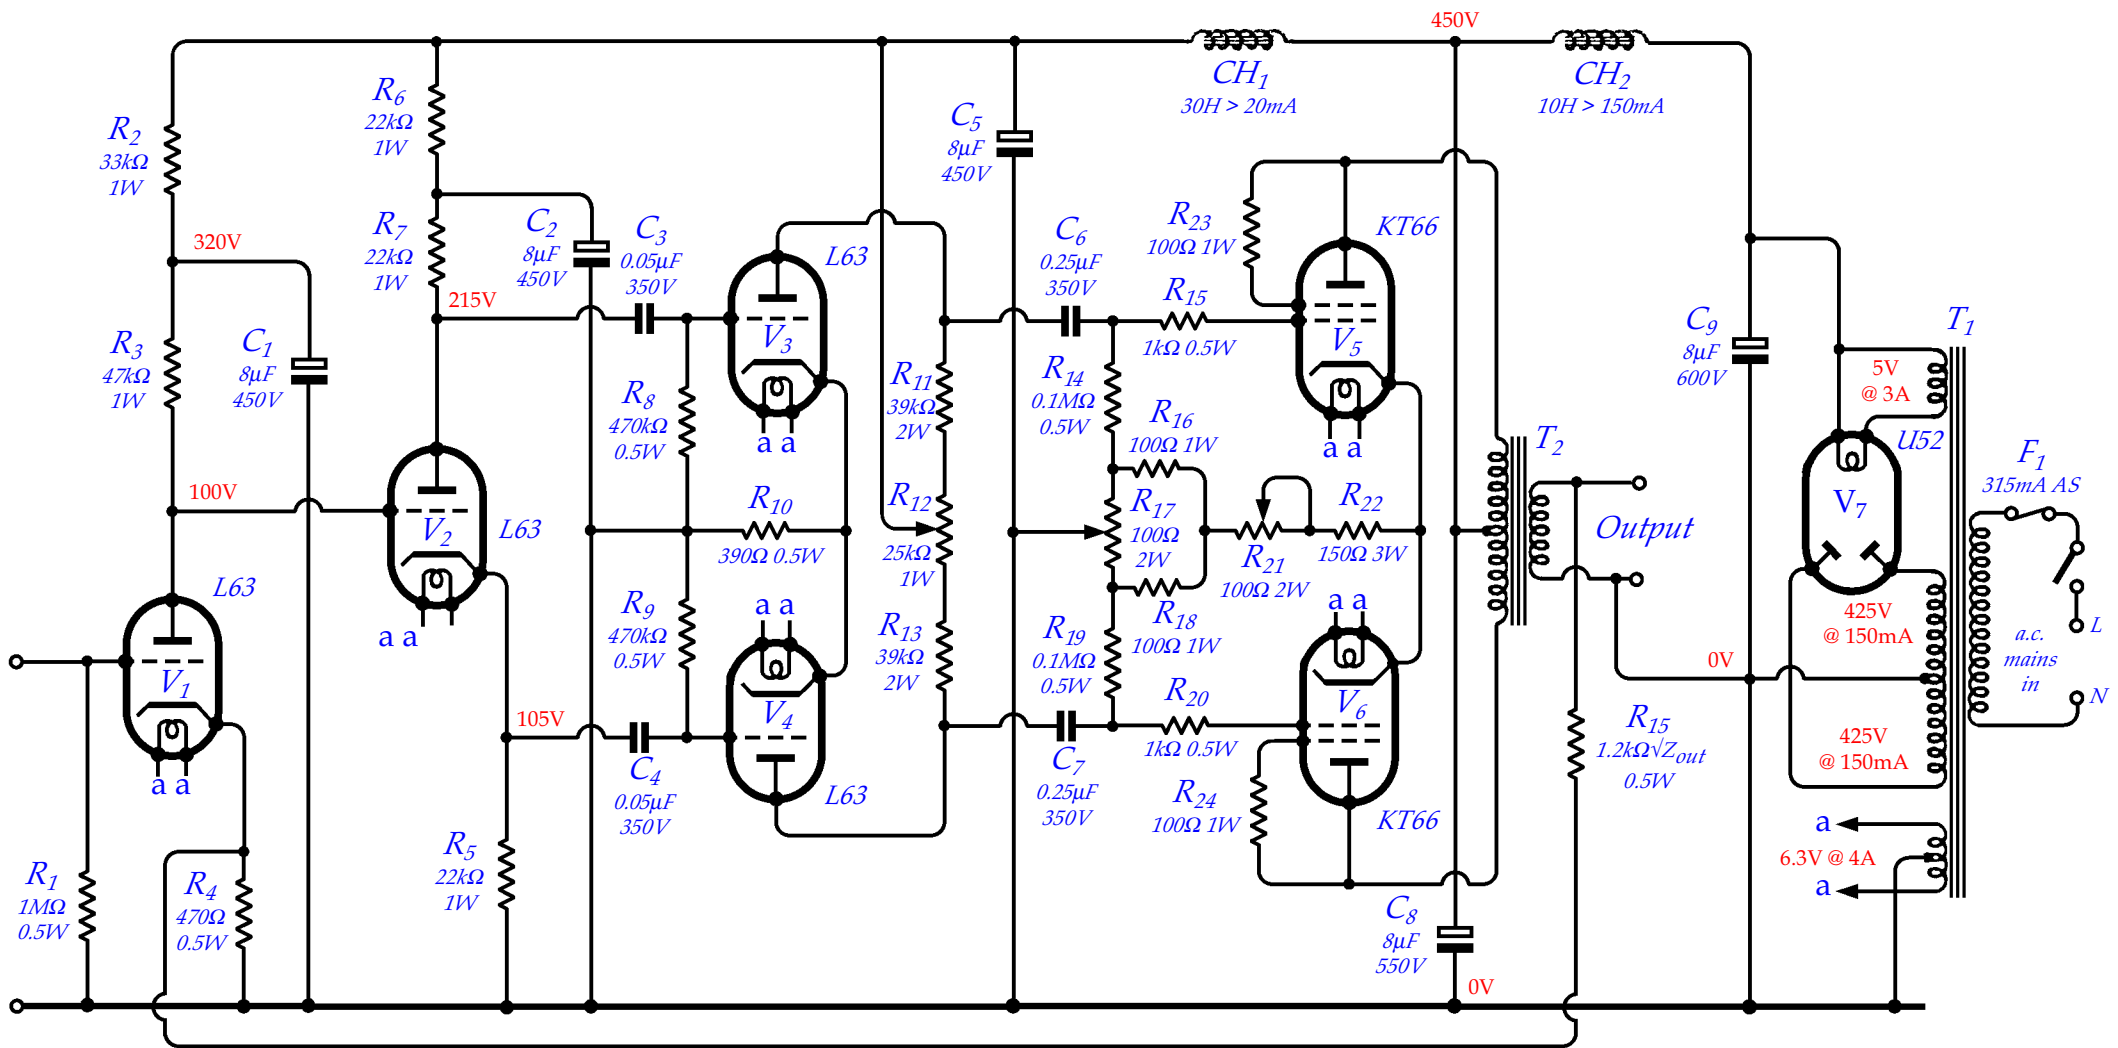 450V
CH1
30H > 20mA
CH2
10H > 150mA
R6
22kΩ
1W
R2
33kΩ
1W
C5
8µF
450V
R7
22kΩ
1W
320V
C2
8µF
450V
C3
0.05µF
350V
L63
V3
C6
0.25µF
350V
R23
100Ω 1W
KT66
V5
R15
1kΩ 0.5W
215V
R3
47kΩ
1W
C1
8µF
450V
C9
8µF
600V
T1
5V
@ 3A
U52
V7
R8
470kΩ
0.5W
a a
R11
39kΩ
2W
R14
0.1MΩ
0.5W
R16
100Ω 1W
a a
T2
F1
315mA AS
100V
V2
L63
a a
R10
390Ω 0.5W
R12
25kΩ
1W
R17
100Ω
2W
R21
100Ω 2W
R22
150Ω 3W
Output
L63
V1
a a
R9
470kΩ
0.5W
a a
V4
L63
R13
39kΩ
2W
R19
0.1MΩ
0.5W
R18
100Ω 1W
a a
V6
KT66
425V
@ 150mA
0V
a.c.
mains
in
L
N
105V
C4
0.05µF
350V
C7
0.25µF
350V
R20
1kΩ 0.5W
R24
100Ω 1W
R15
1.2kΩ√Zout
0.5W
425V
@ 150mA
a
6.3V @ 4A
a
R1
1MΩ
0.5W
R4
470Ω
0.5W
R5
22kΩ
1W
C8
8µF
550V
0V